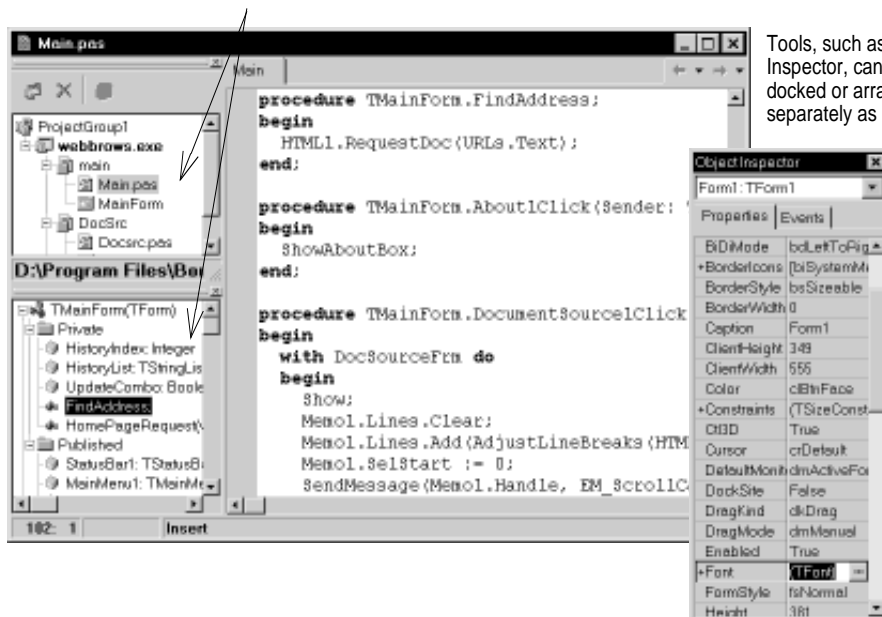 Main.pas
Tools, such as
Inspector, can
docked or arra
separately as
Main
ProjectGroup1
webbrows.exe
main
Main.pas
MainForm
DocSrc
Docsrc.pas
D:\Program Files\Bor
TMainForm(TForm)
Private
HistoryIndex: Integer
HistoryList: TStringLis
UpdateCombo: Boole
FindAddress;
HomePageRequest(
Published
StatusBar1: TStatusB
MainMenu1: TMainMe
procedure TMainForm.FindAddress;
begin
HTML1.RequestDoc(URLs.Text);
end;
procedure TMainForm.About1Click(Sender:
begin
ShowAboutBox;
end;
procedure TMainForm.DocumentSource1Click
begin
with DocSourceFrm do
begin
Show;
Memo1.Lines.Clear;
Memo1.Lines.Add(AdjustLineBreaks(HTM
Memo1.SelStart := 0;
SendMessage(Memo1.Handle, EM_ScrollC
102: 1 Insert
Object Inspector
Form1: TForm1
Properties Events
BiDiMode bdLeftToRig
+BorderIcons [biSystemMe
BorderStyle bsSizeable
BorderWidth 0
Caption Form1
ClientHeight 349
ClientWidth 555
Color clBtnFace
+Constraints (TSizeConst
Ctl3D True
Cursor crDefault
DefaultMonit dmActiveFor
DockSite False
DragKind dkDrag
DragMode dmManual
Enabled True
+Font (TFont) ...
FormStyle fsNormal
Height 381